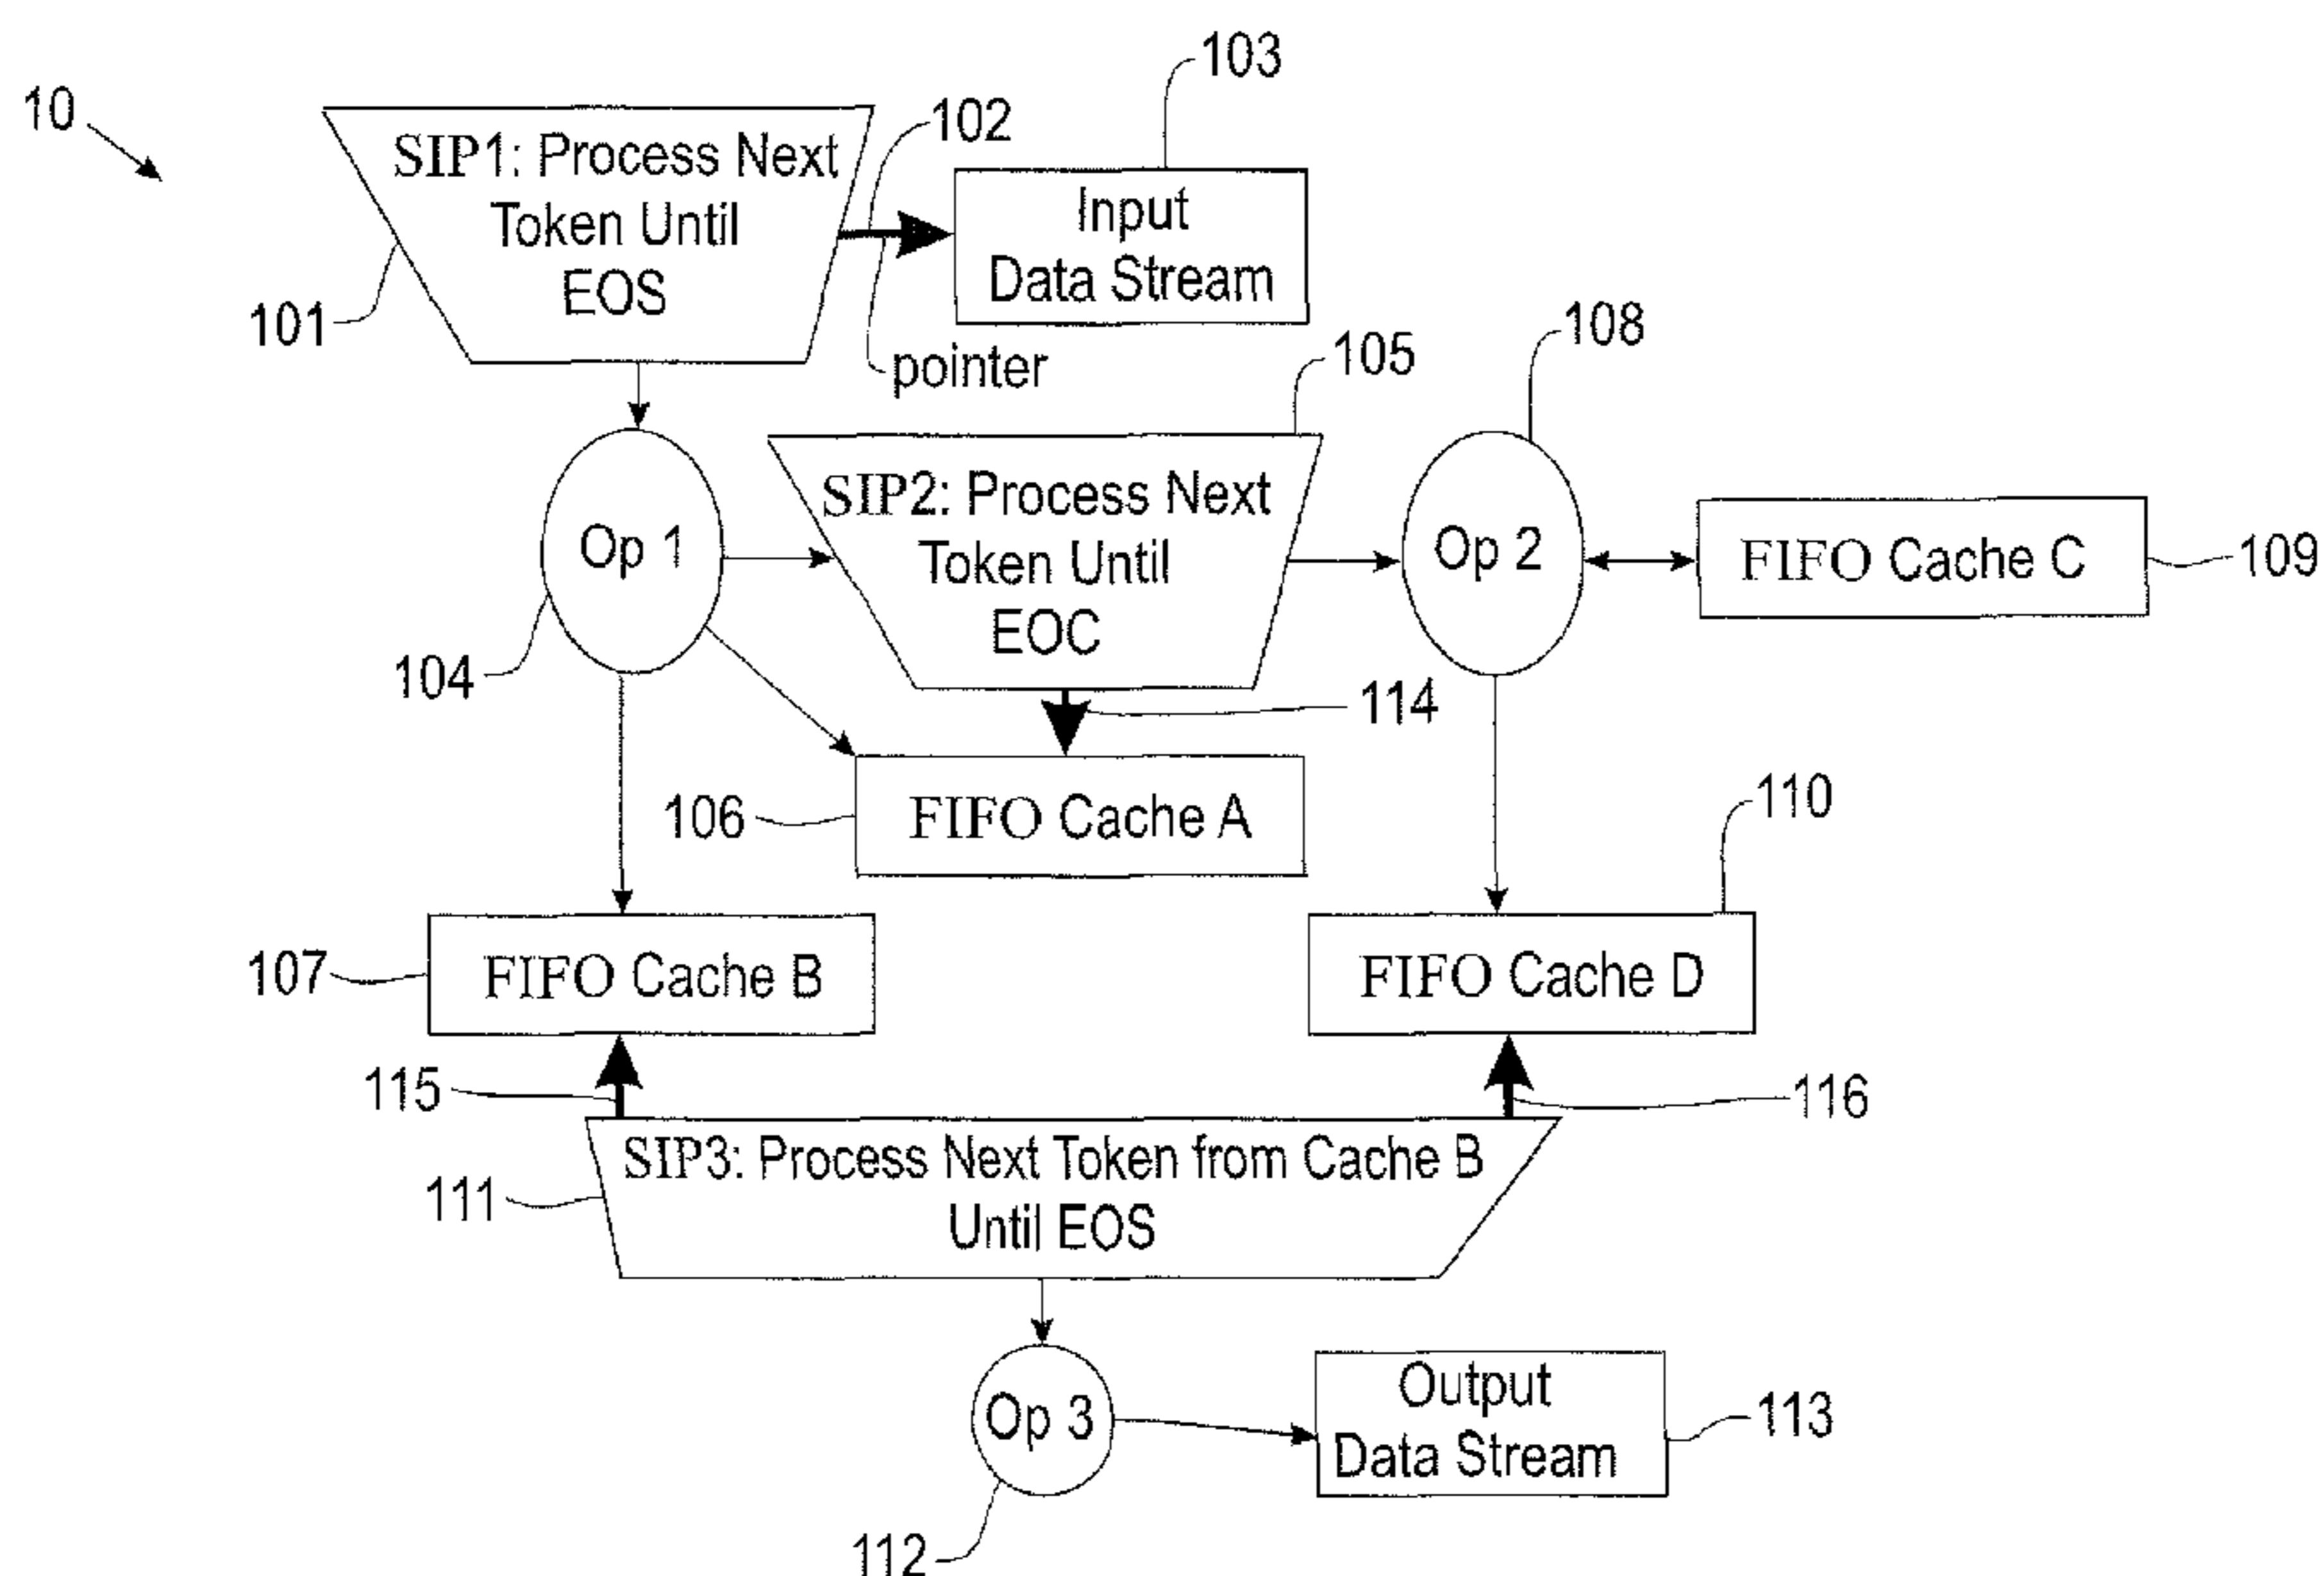 10
103
102
SIP1: Process Next
Token Until
EOS
Input
Data Stream
101
pointer
105
108
Op 1
SIP2: Process Next
Token Until
EOC
Op 2
FIFO Cache C
109
104
114
106
FIFO Cache A
110
107
FIFO Cache B
FIFO Cache D
115
116
111
SIP3: Process Next Token from Cache B
Until EOS
Op 3
Output
Data Stream
113
112